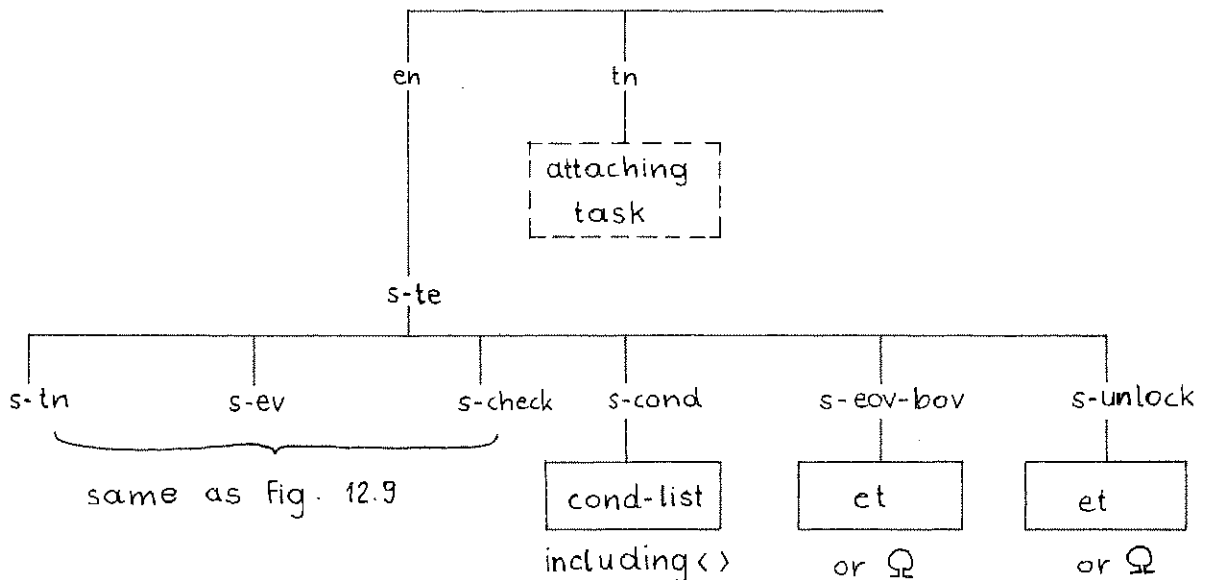 en tn
attaching
task
s-te
s-tn s-ev s-check s-cond s-eov-bov s-unlock
same as Fig. 12.9
cond-list et et
including < > or Ω or Ω